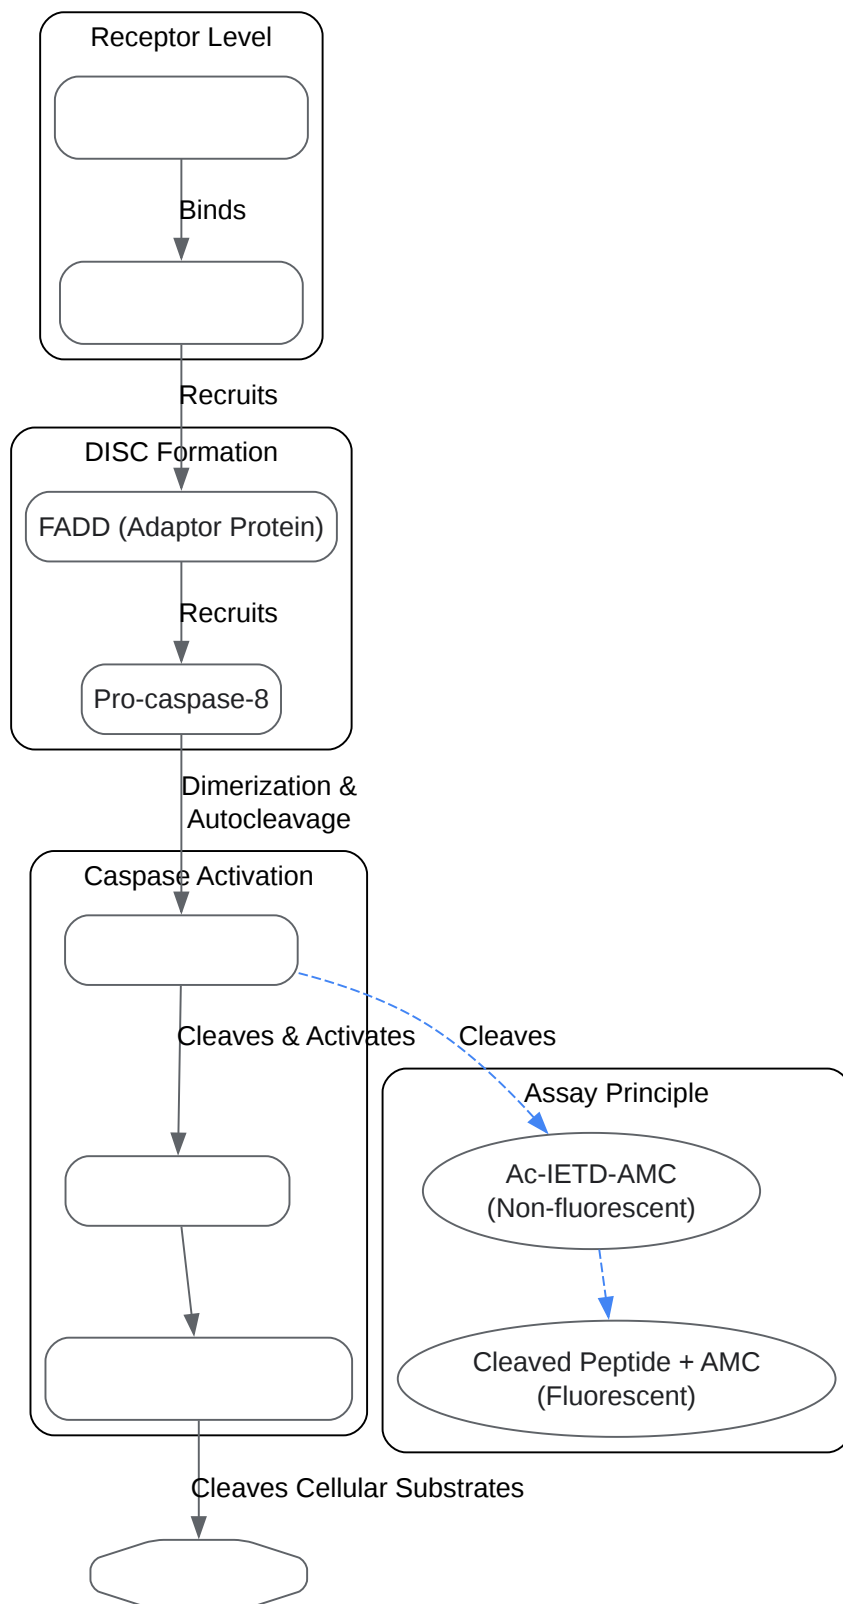 Receptor Level
Binds
Recruits
DISC Formation
FADD (Adaptor Protein)
Recruits
Pro-caspase-8
Dimerization &
Autocleavage
Caspase Activation
Cleaves & Activates
Cleaves
Assay Principle
Ac-IETD-AMC
(Non-fluorescent)
Cleaved Peptide + AMC
(Fluorescent)
Cleaves Cellular Substrates